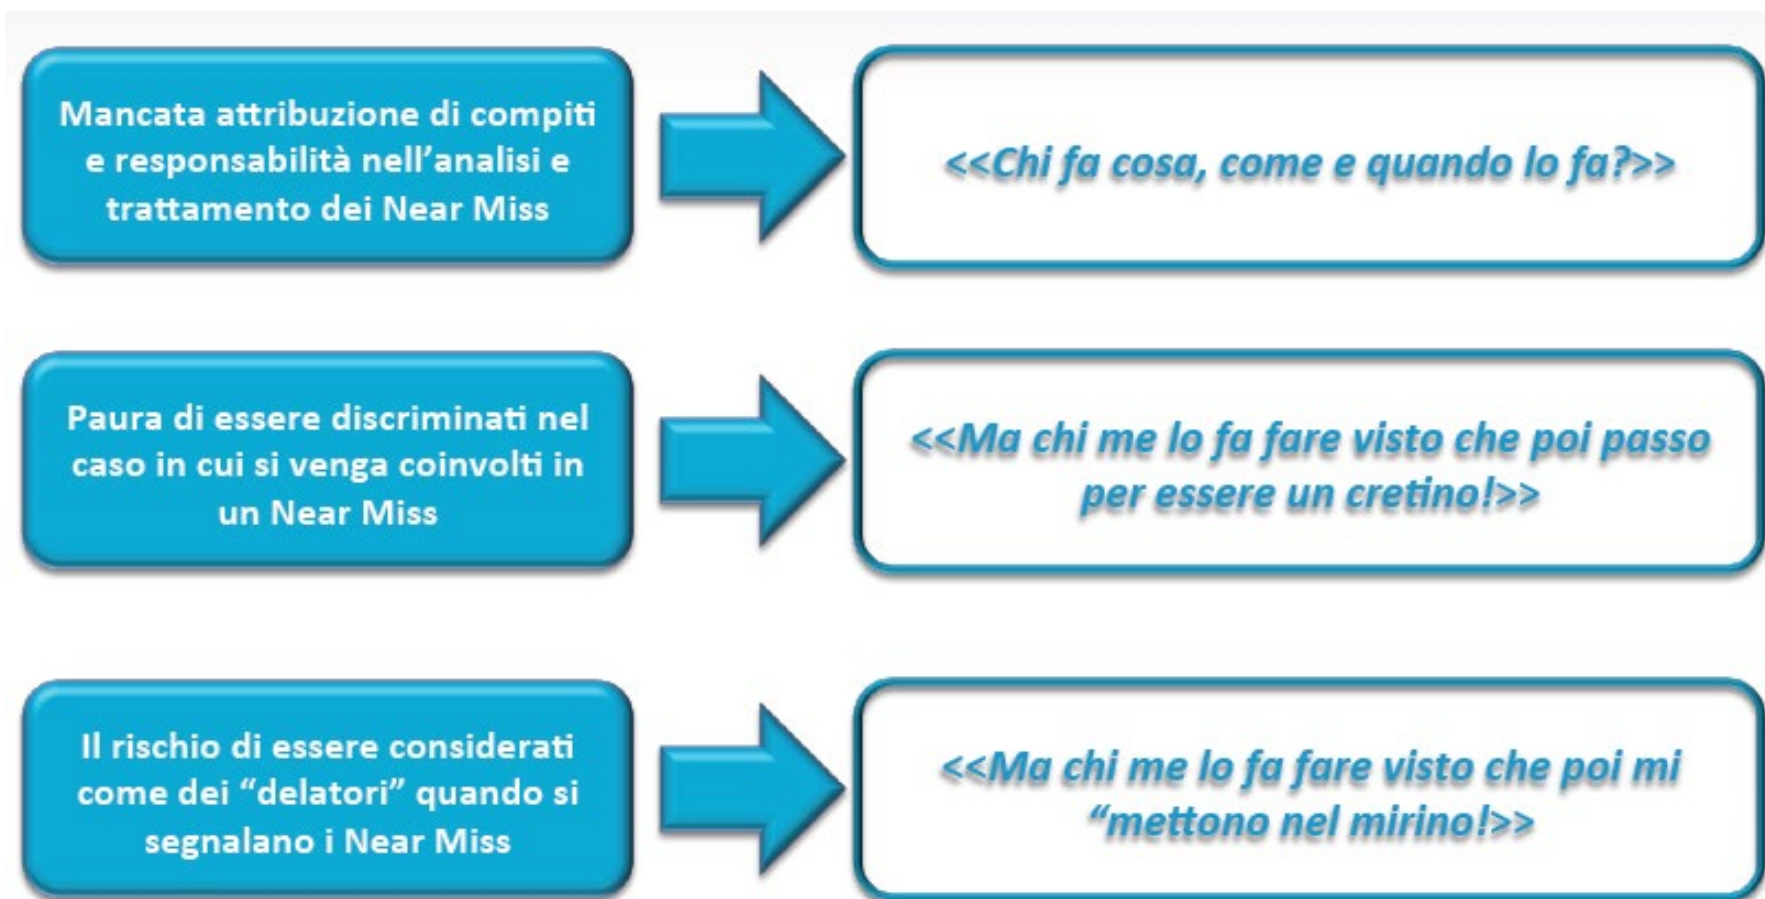 Mancata attribuzione di compiti
e responsabilità nell’analisi e
trattamento dei Near Miss
<<Chi fa cosa, come e quando lo fa?>>
Paura di essere discriminati nel
caso in cui si venga coinvolti in
un Near Miss
<<Ma chi me lo fa fare visto che poi passo
per essere un cretino!>>
Il rischio di essere considerati
come dei “delatori” quando si
segnalano i Near Miss
<<Ma chi me lo fa fare visto che poi mi
“mettono nel mirino!>>